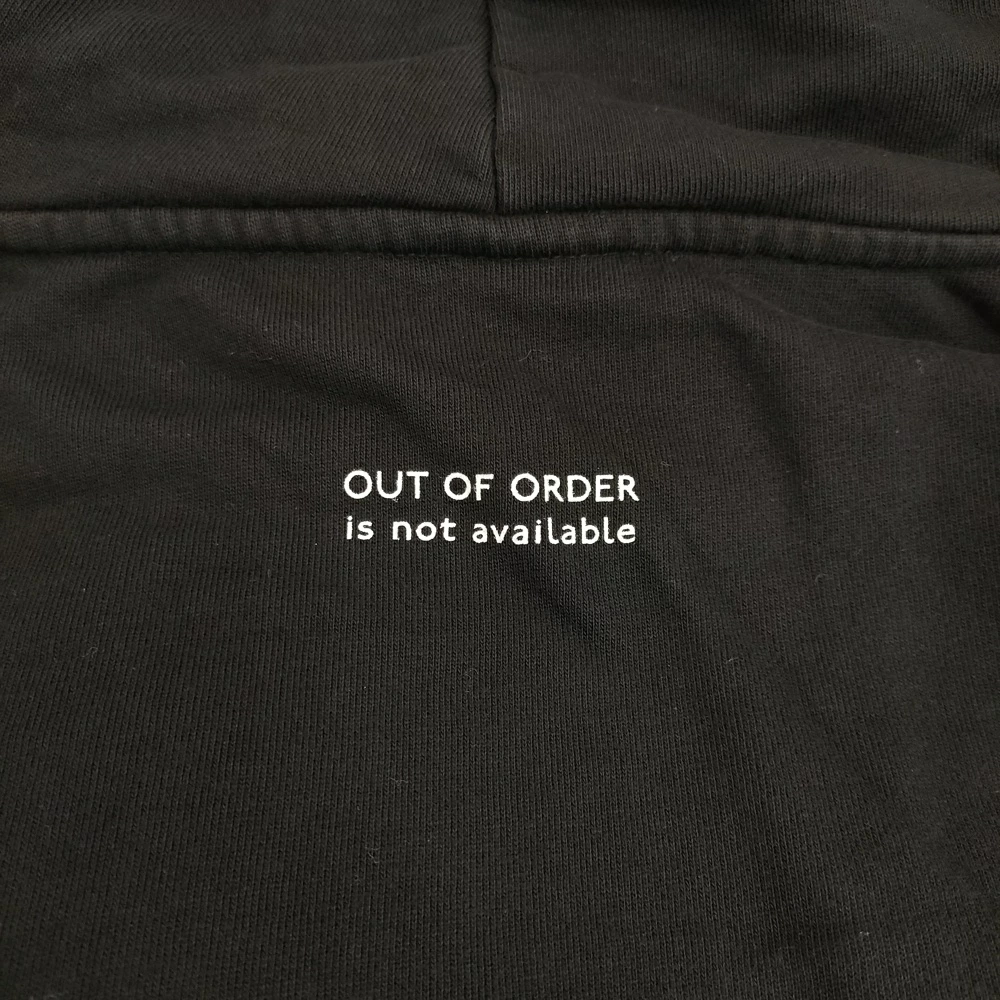 OUT OF ORDER
is not available